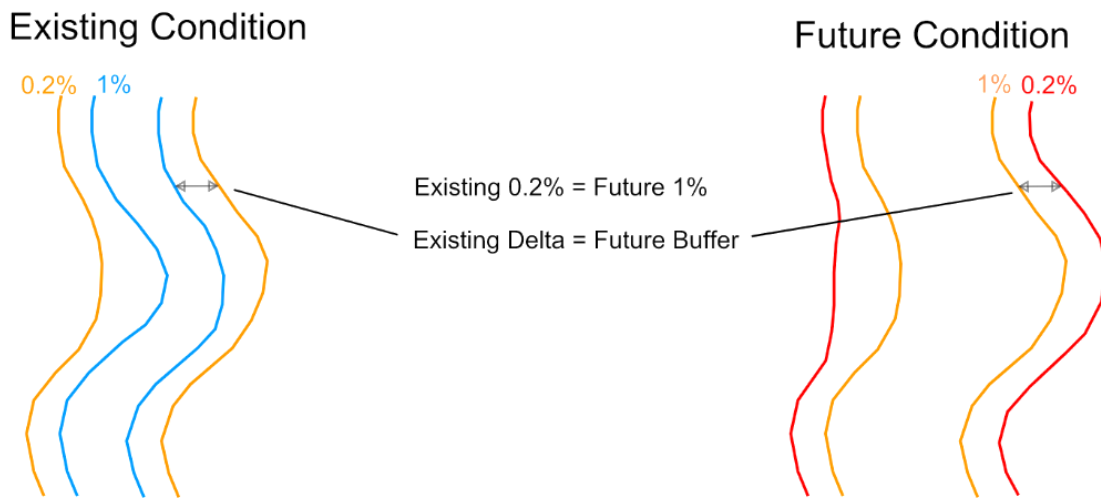 Existing Condition
Future Condition
0.2% 1%
1% 0.2%
Existing 0.2% = Future 1%
Existing Delta = Future Buffer